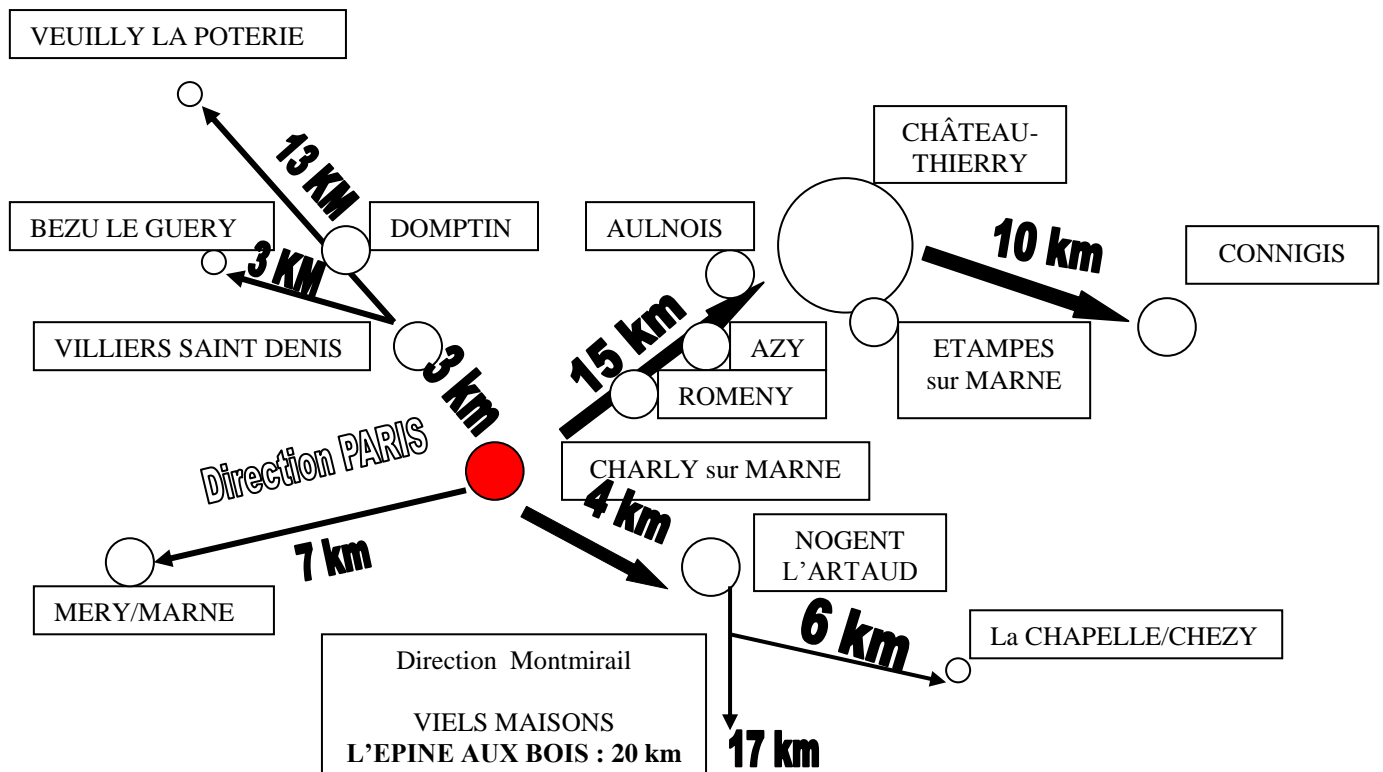 VEUILLY LA POTERIE
CHÂTEAU-
THIERRY
13 KM
BEZU LE GUERY
DOMPTIN
AULNOIS
10 km
CONNIGIS
3 KM
15 km
VILLIERS SAINT DENIS
AZY
ETAMPES
sur MARNE
3 km
ROMENY
Direction PARIS
CHARLY sur MARNE
4 km
NOGENT
L'ARTAUD
7 km
MERY/MARNE
6 km
La CHAPELLE/CHEZY
Direction Montmirail
VIELS MAISONS
L'EPINE AUX BOIS : 20 km
17 km